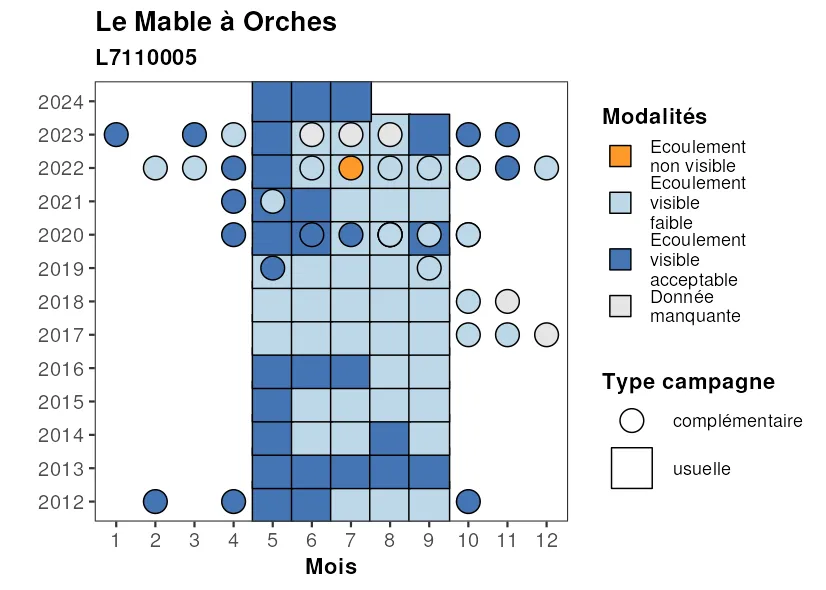 Le Mable à Orches
L7110005
2024
2023
2022
2021
2020
2019
2018
2017
2016
2015
2014
2013
2012
1 2 3 4 5 6 7 8 9 10 11 12
Mois
Modalités
Ecoulement
non visible
Ecoulement
visible
faible
Ecoulement
visible
acceptable
Donnée
manquante
Type campagne
complémentaire
usuelle